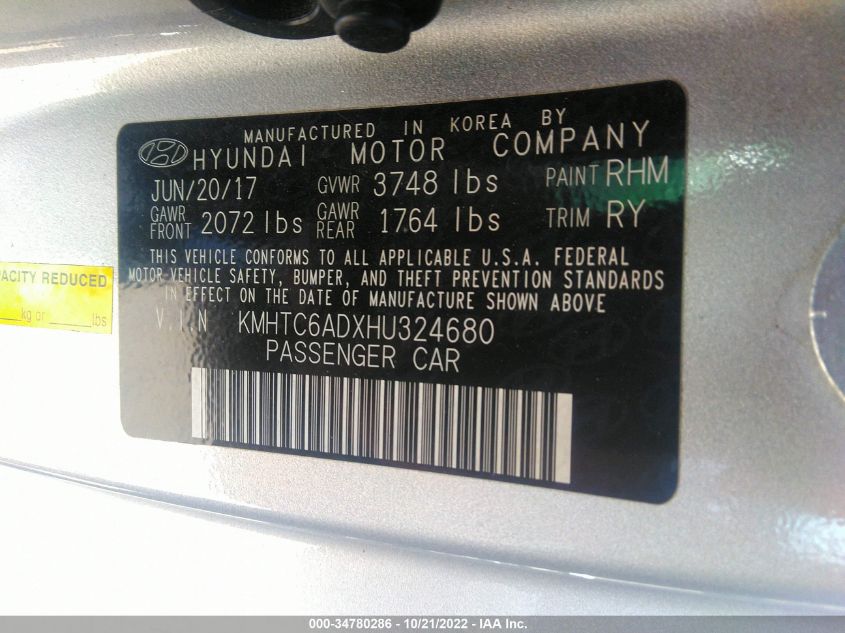 MANUFACTURED IN KOREA BY
HYUNDAI MOTOR COMPANY
JUN/20/17 GVWR 3748 lbs PAINT RHM
GAWR FRONT 2072 lbs GAWR REAR 1764 lbs TRIM RY
THIS VEHICLE CONFORMS TO ALL APPLICABLE U.S.A. FEDERAL
MOTOR VEHICLE SAFETY, BUMPER, AND THEFT PREVENTION STANDARDS
IN EFFECT ON THE DATE OF MANUFACTURE SHOWN ABOVE
V.I.N KMHTC6ADXHU324680
PASSENGER CAR
REDUCED
kg or lbs
000-34780286 - 10/21/2022 - IAA Inc.